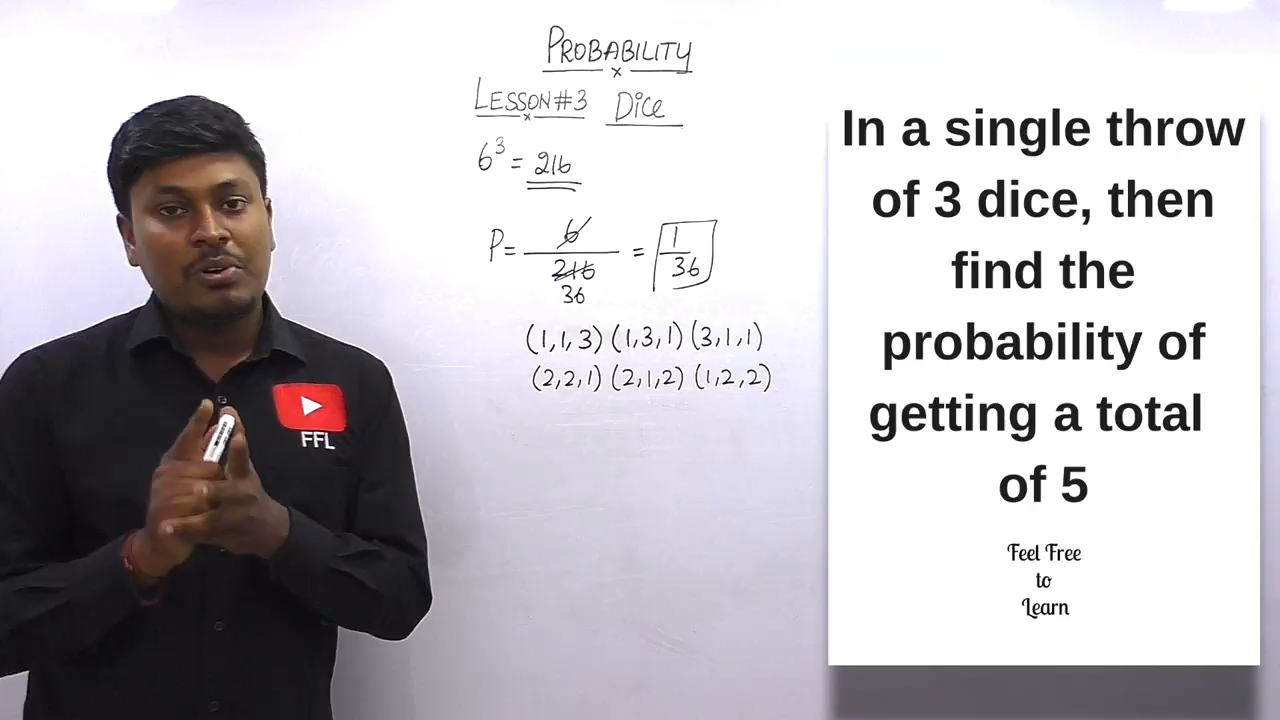 PROBABILITY
LESSON#3 Dice
6³ = 216
P = 6/216 = 1/36
36
(1,1,3) (1,3,1) (3,1,1)
(2,2,1) (2,1,2) (1,2,2)
FFL
In a single throw
of 3 dice, then
find the
probability of
getting a total
of 5
Feel Free
to
Learn